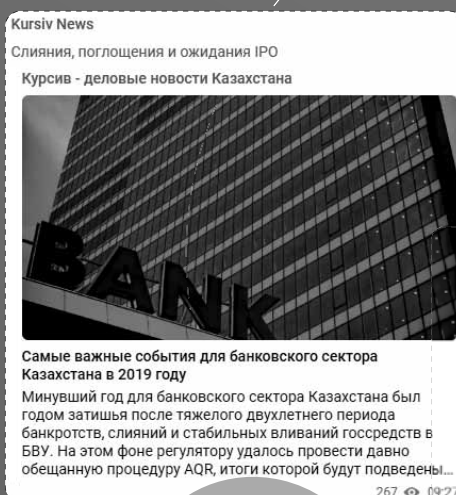 Kursiv News
Слияния, поглощения и ожидания IPO
Курсив - деловые новости Казахстана
BANK
Самые важные события для банковского сектора
Казахстана в 2019 году
Минувший год для банковского сектора Казахстана был
годом затишья после тяжелого двухлетнего периода
банкротств, слияний и стабильных вливаний госсредств в
БВУ. На этом фоне регулятору удалось провести давно
обещанную процедуру AQR, итоги которой будут подведены...
267 09:27